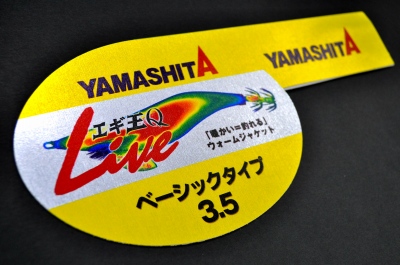 YAMASHITA
YAMASHITA
エギ王Q
Live
「暖かい=釣れる」
ウォームジャケット
ベーシックタイプ
3.5